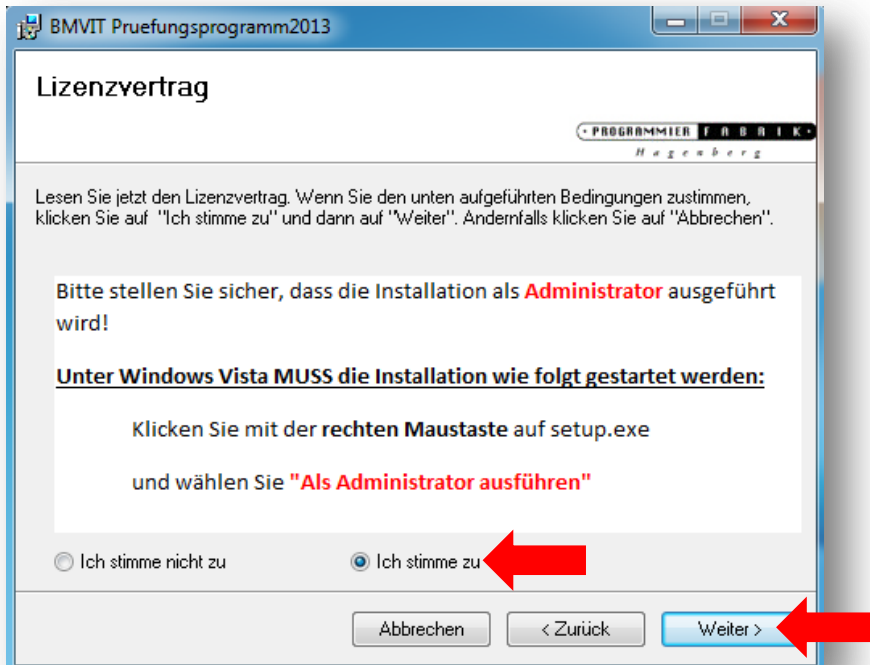 BMVIT Pruefungsprogramm2013
Lizenzvertrag
PROGRAMMIER FABRIK
Hagenberg
Lesen Sie jetzt den Lizenzvertrag. Wenn Sie den unten aufgeführten Bedingungen zustimmen,
klicken Sie auf "Ich stimme zu" und dann auf "Weiter". Andernfalls klicken Sie auf "Abbrechen".
Bitte stellen Sie sicher, dass die Installation als Administrator ausgeführt
wird!
Unter Windows Vista MUSS die Installation wie folgt gestartet werden:
Klicken Sie mit der rechten Maustaste auf setup.exe
und wählen Sie "Als Administrator ausführen"
Ich stimme nicht zu Ich stimme zu
Abbrechen < Zurück Weiter >